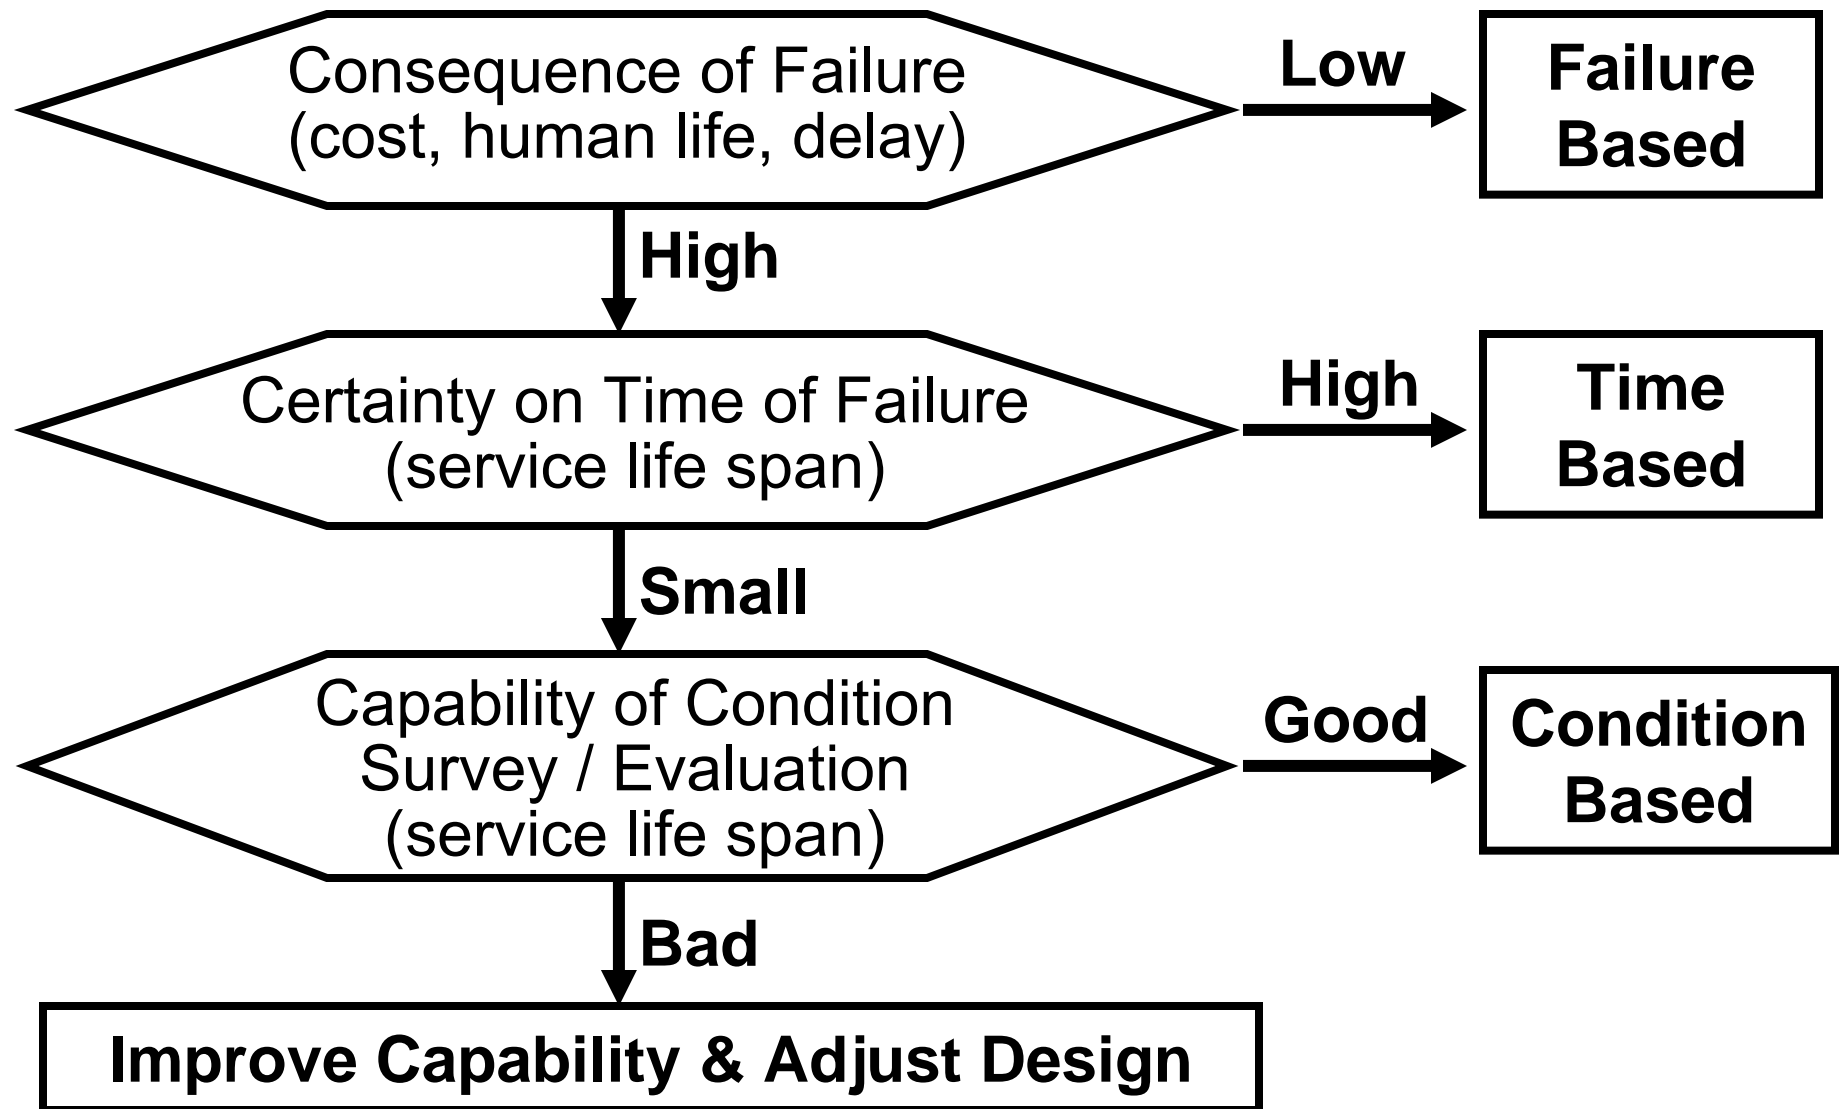 Consequence of Failure
(cost, human life, delay)
Low
Failure
Based
High
Certainty on Time of Failure
(service life span)
High
Time
Based
Small
Capability of Condition
Survey / Evaluation
(service life span)
Good
Condition
Based
Bad
Improve Capability & Adjust Design